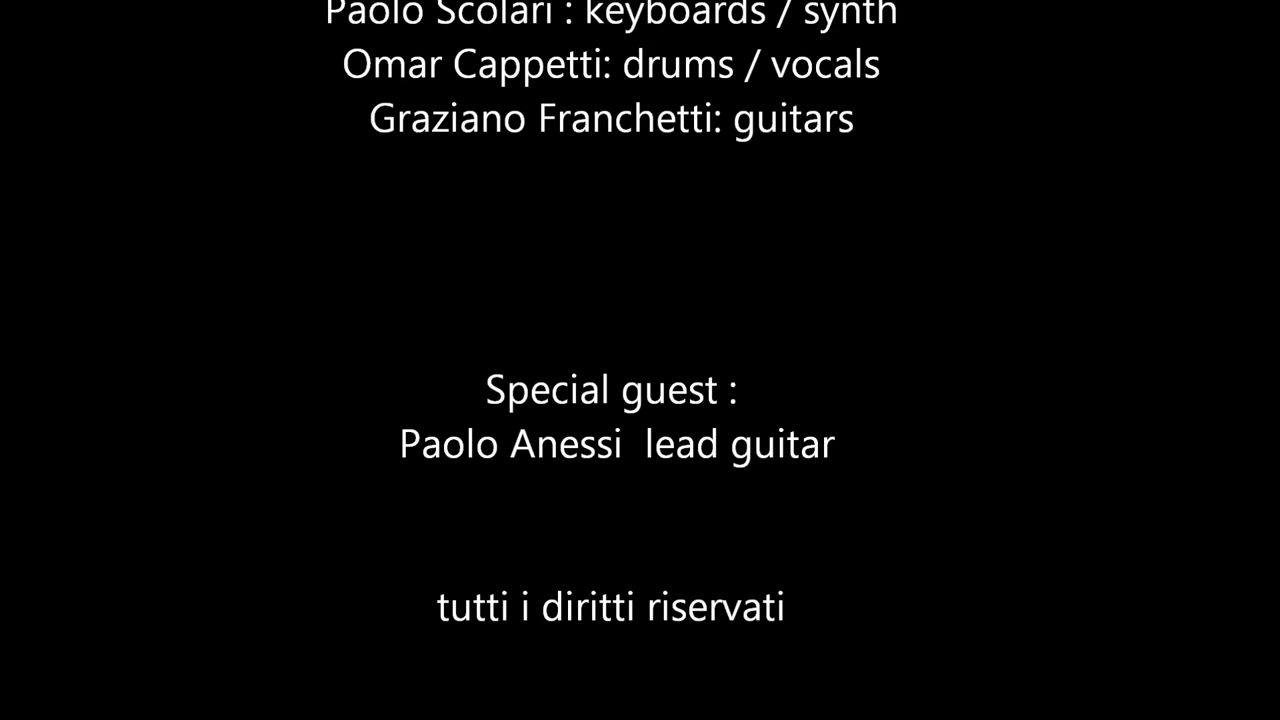 Paolo Scolari : keyboards / synth
Omar Cappetti: drums / vocals
Graziano Franchetti: guitars
Special guest :
Paolo Anessi  lead guitar
tutti i diritti riservati